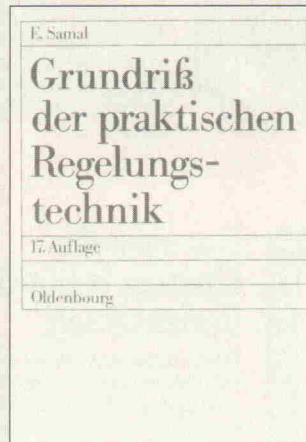 E. Samal
Grundriß
der praktischen
Regelungs-
technik
17. Auflage
Oldenbourg